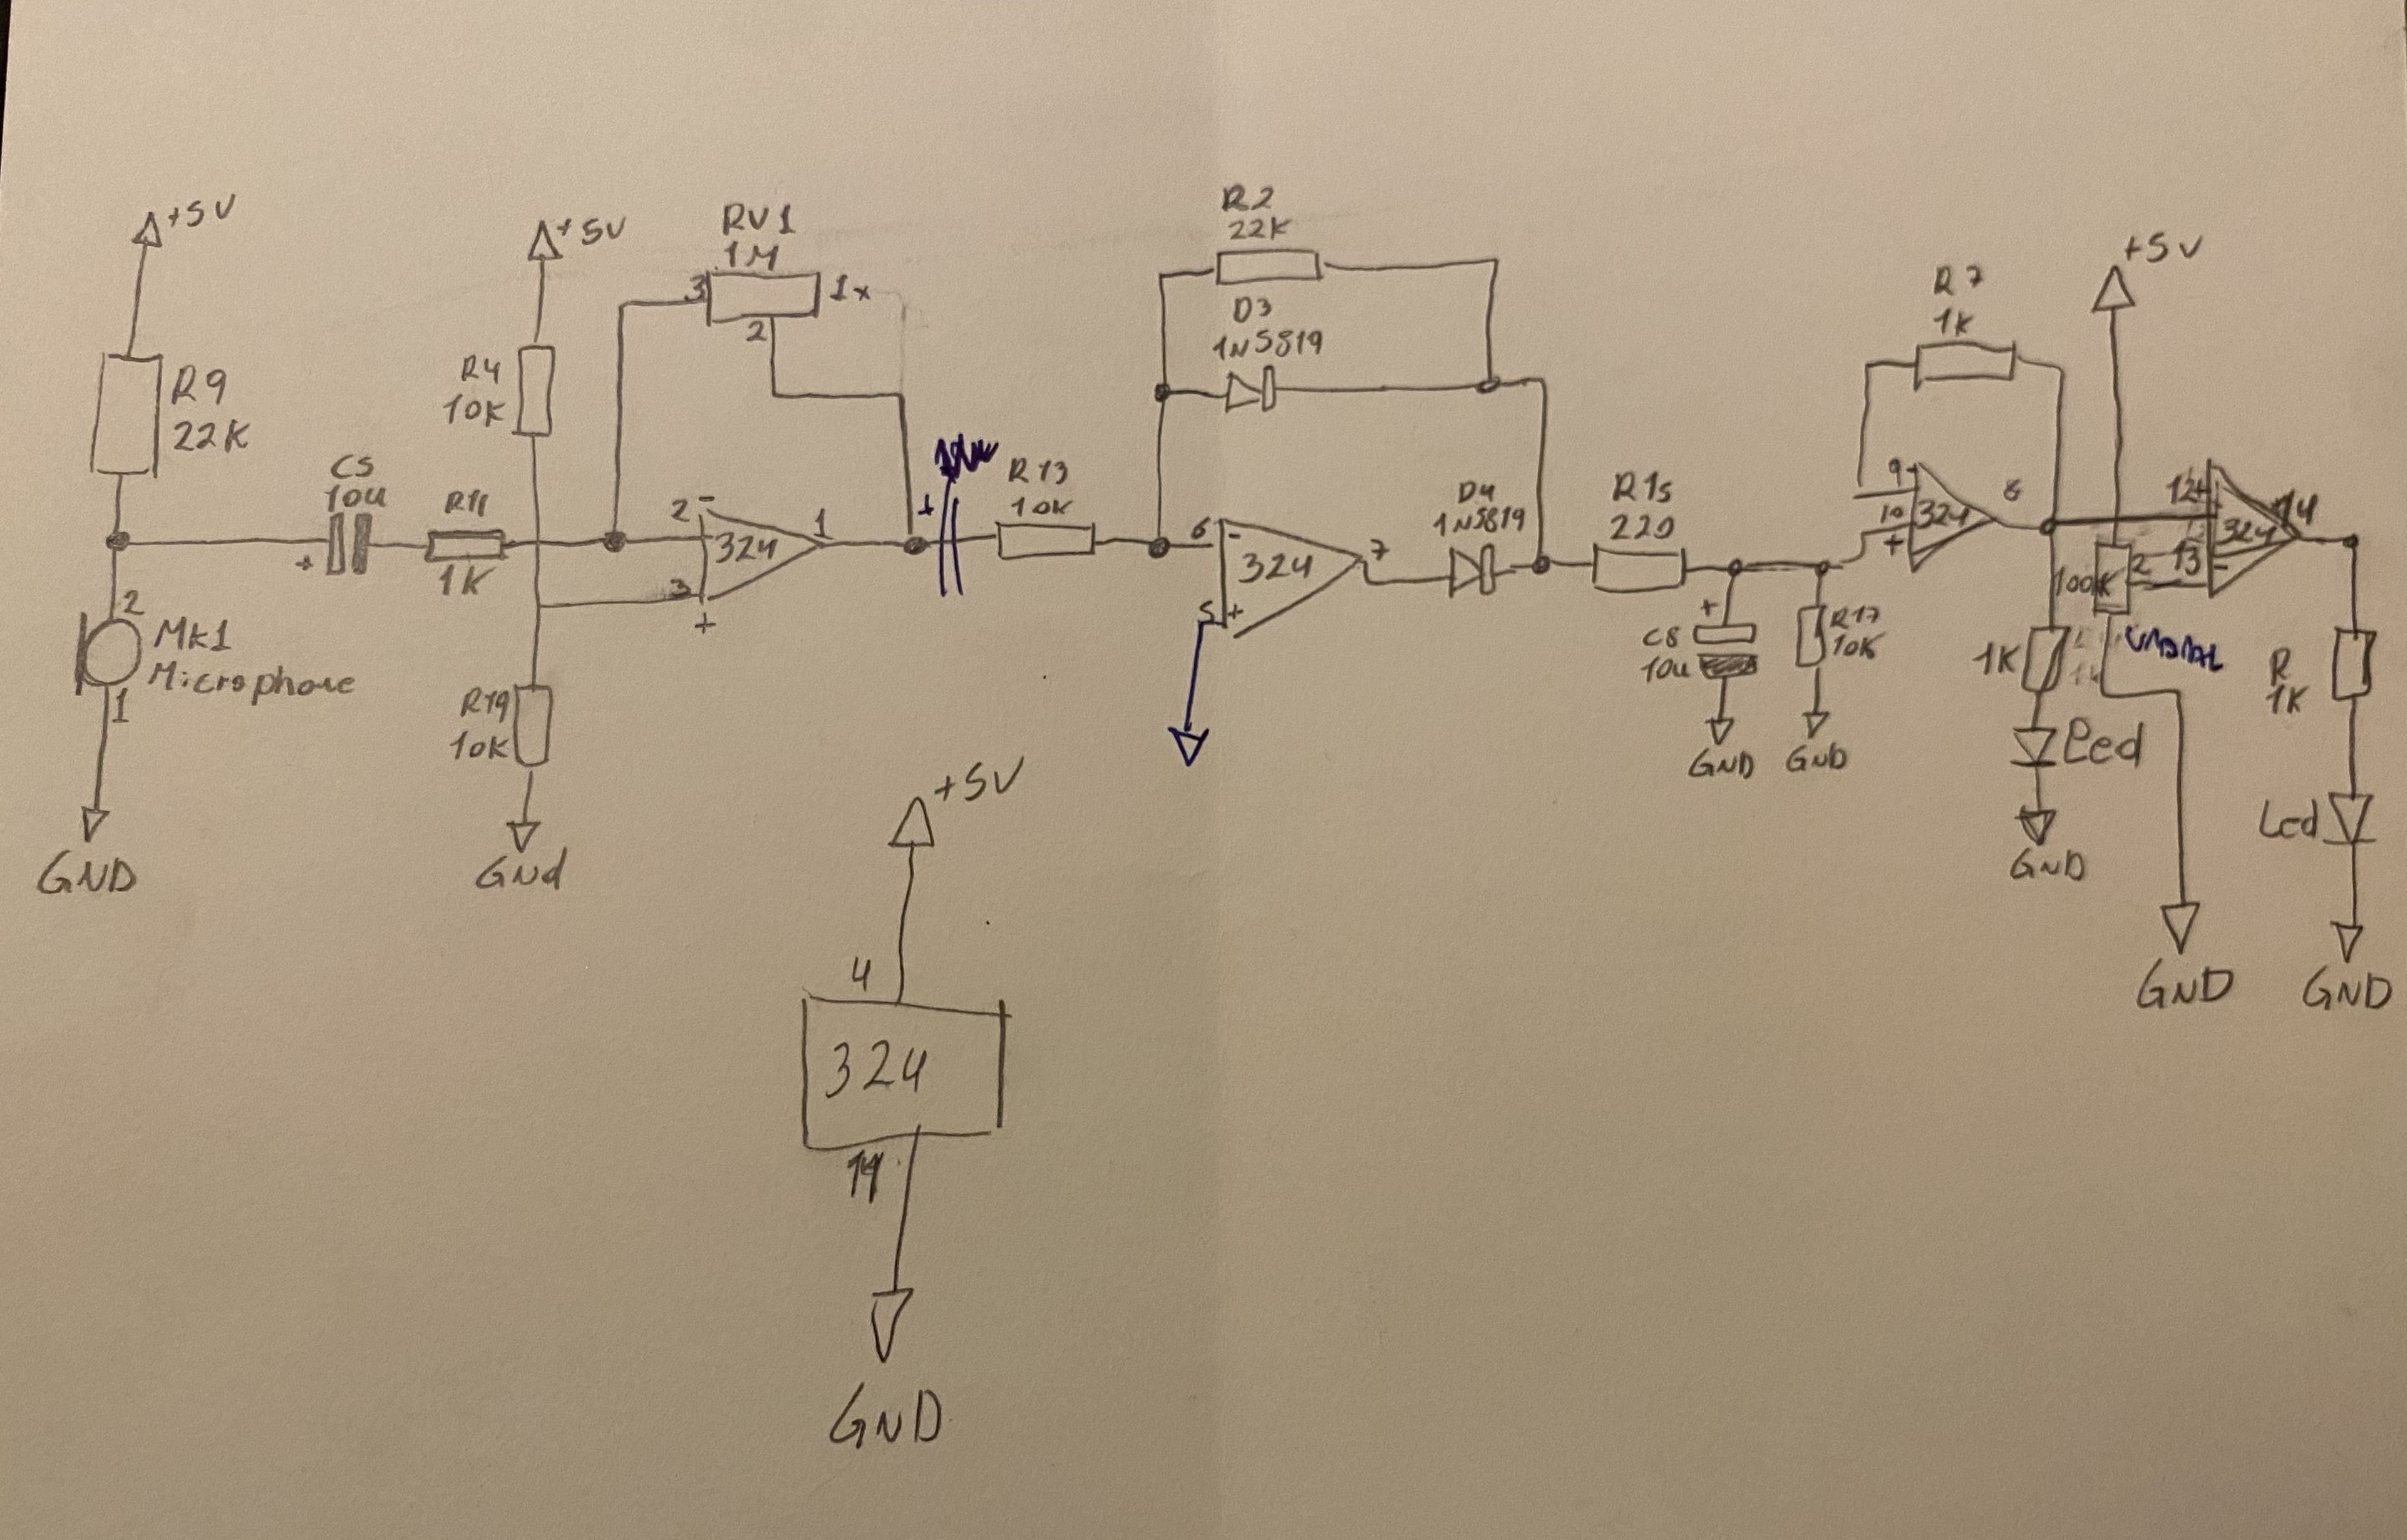 +5V
R9
22K
C5
10u
+
R11
1K
2
Mk1
Microphone
1
GND
+5V
R4
10K
R19
10K
GNd
RV1
1M
3
1x
2
2
-
324
1
3
+
+
R13
10K
R2
22K
D3
1N5819
6
-
324
7
5
+
D4
1N5819
R15
220
+
C8
10u
GND
R17
10K
GND
R7
1K
9
-
10
+
324
8
+5V
12
+
324
14
100K
2
13
-
1K
Led
GND
GND
R
1K
Led
GND
+5V
4
324
GND